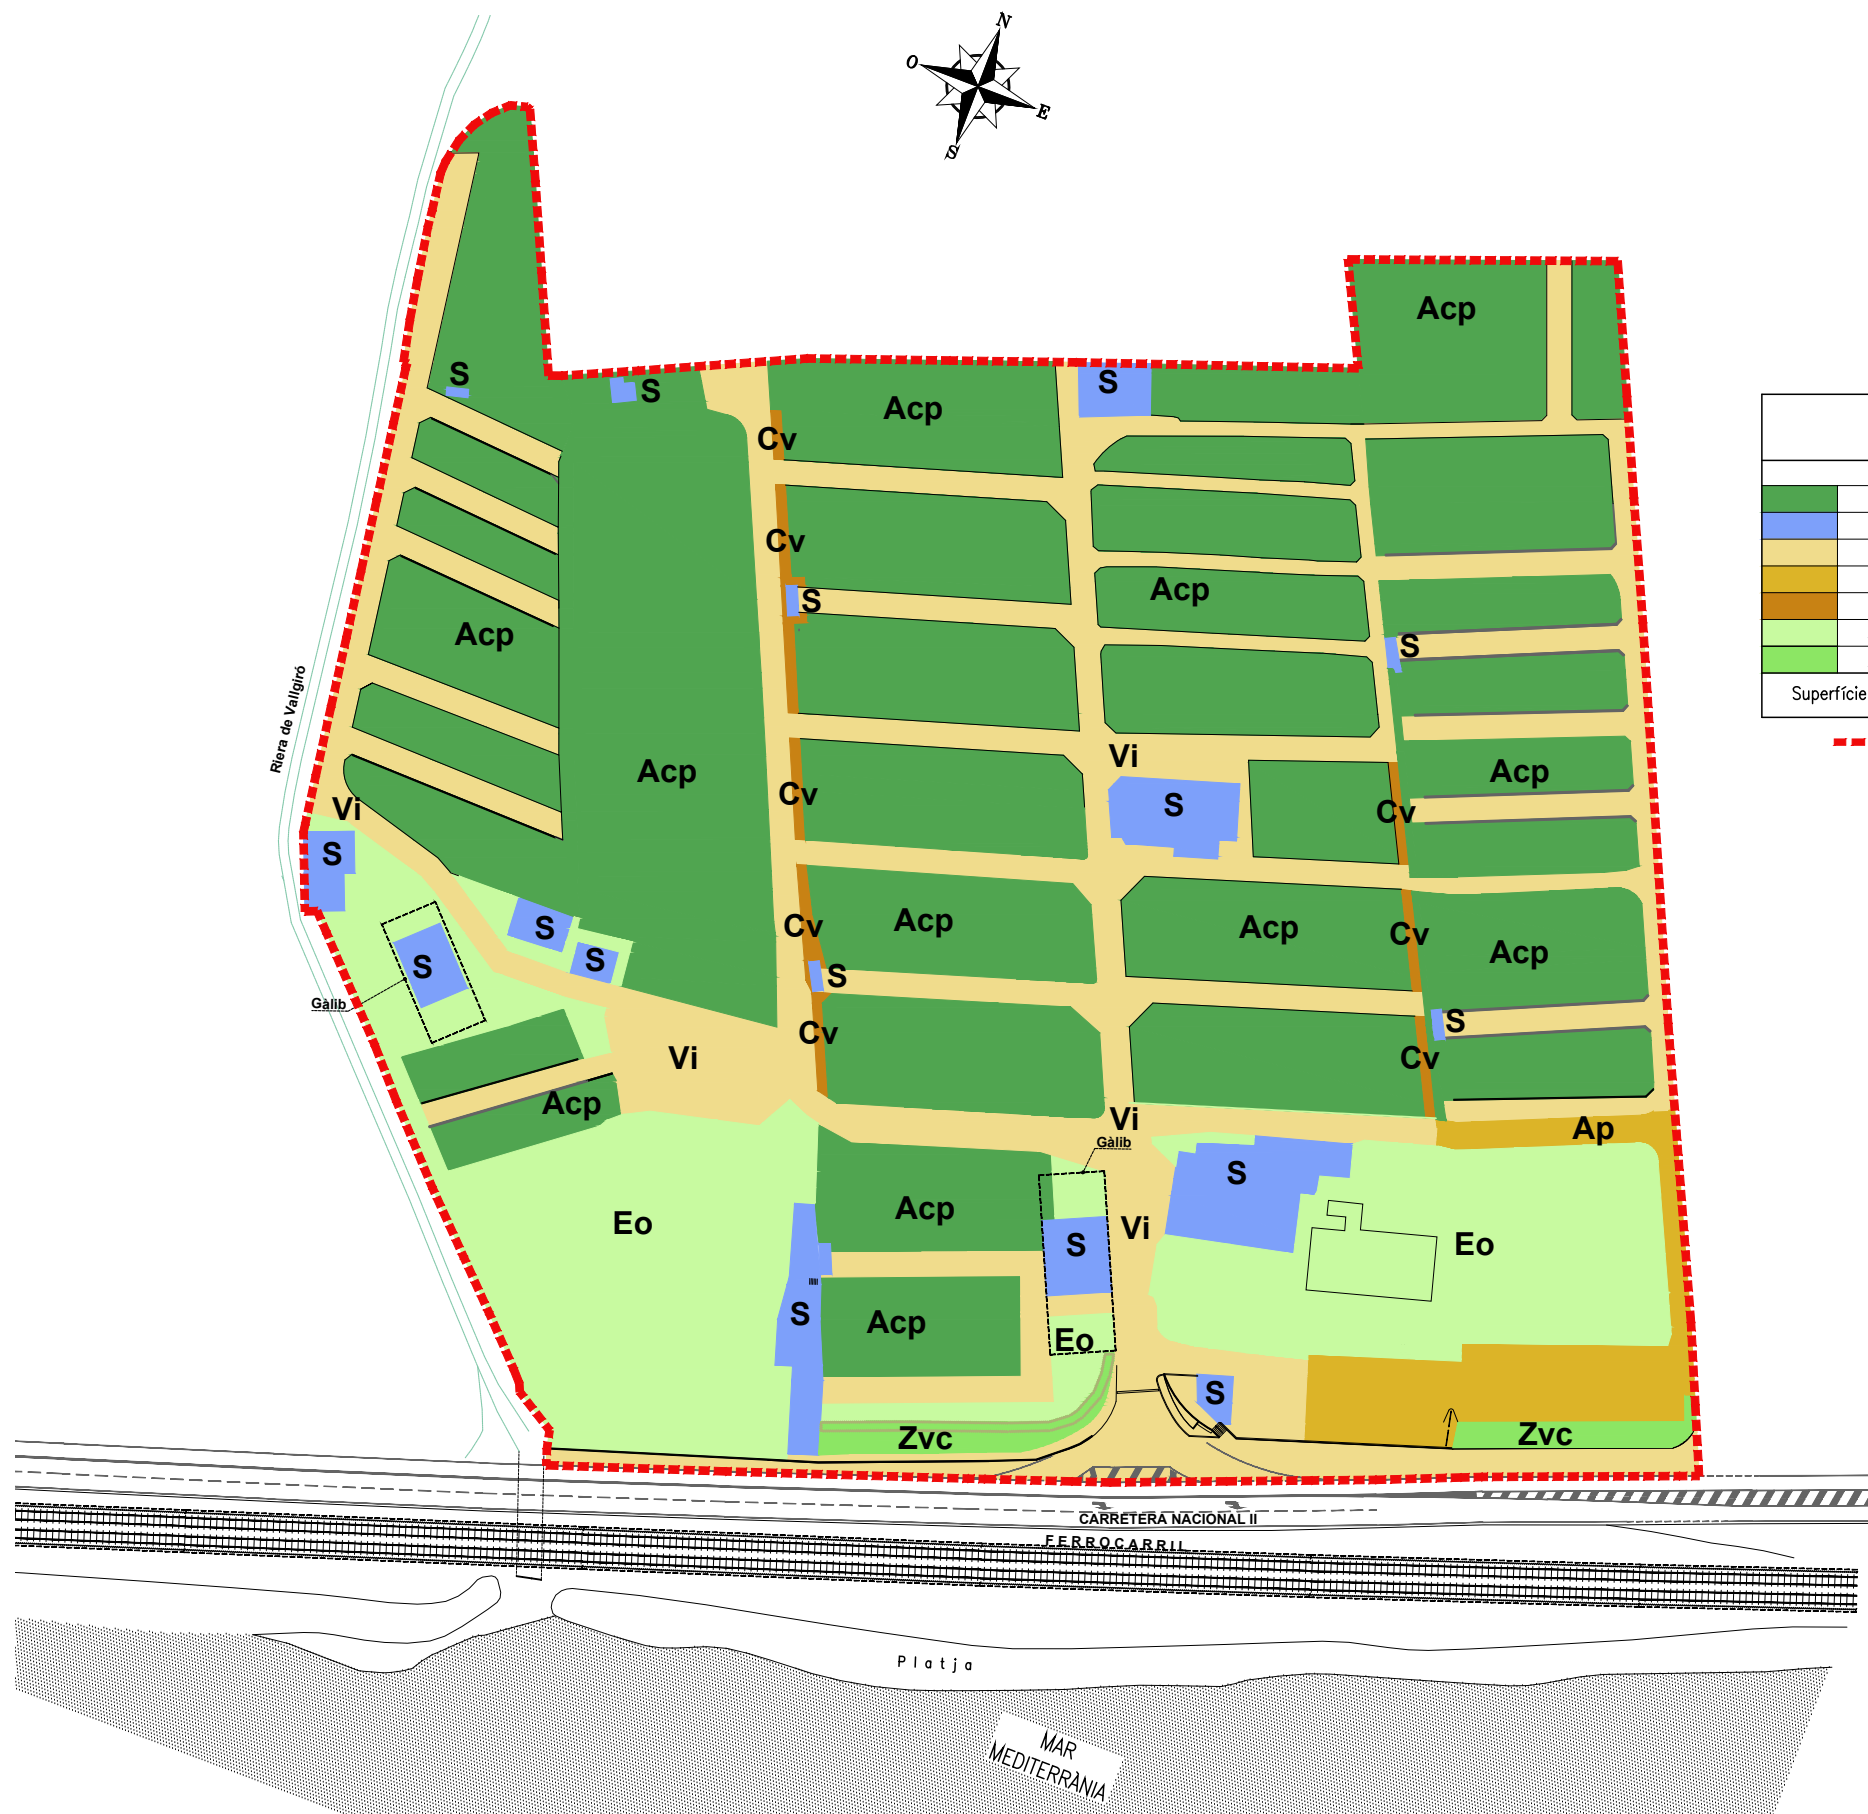 N
O
E
S
Acp
S
S
S
Acp
Cv
Cv
Acp
S
Acp
S
Riera de Vallgiró
Superfície
Vi
Acp
Acp
Cv
S
Cv
Vi
S
Acp
Cv
Acp
Cv
Acp
S
S
S
S
S
Gàlib
Cv
Vi
Cv
Acp
Vi
Ap
Gàlib
S
Acp
Eo
Vi
S
Eo
S
Acp
Eo
S
Zvc
Zvc
CARRETERA NACIONAL II
FERROCARRIL
Platja
MAR
MEDITERRÀNIA